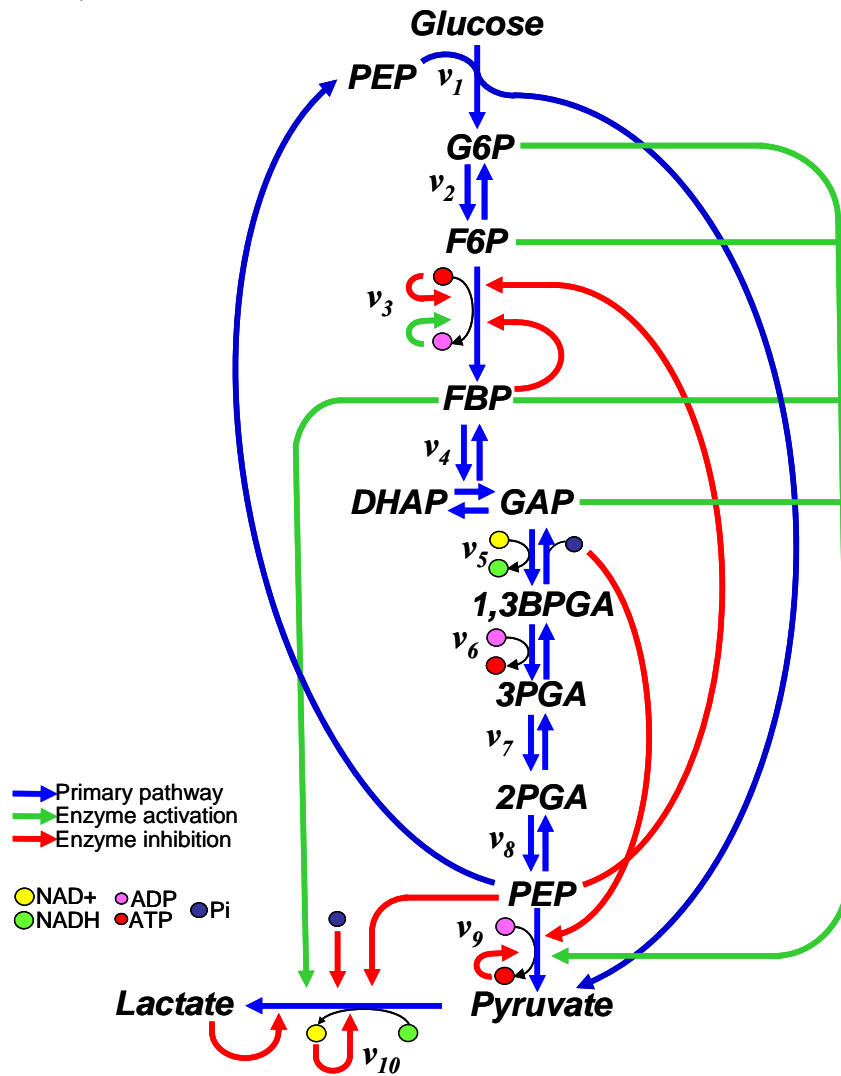 Glucose
PEP
v1
G6P
v2
F6P
v3
FBP
v4
DHAP
GAP
v5
1,3BPGA
v6
3PGA
v7
2PGA
Primary pathway
Enzyme activation
Enzyme inhibition
v8
PEP
NAD+
ADP
Pi
NADH
ATP
v9
Lactate
Pyruvate
v10